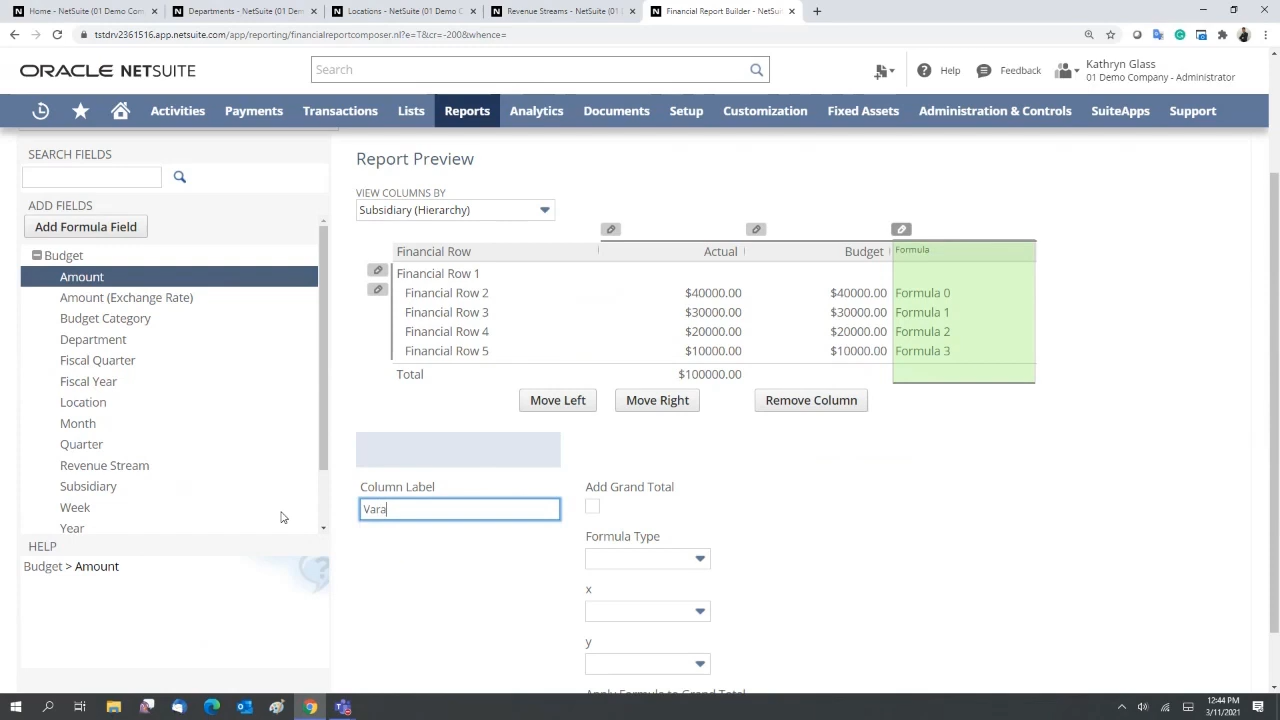 Home - NetSuite (01 Demo Com
Departments - NetSuite (01 Dem
Locations - NetSuite (01 Demo C
Revenue Streams - NetSuite (01 D
Financial Report Builder - NetSui
tstdrv2361516.app.netsuite.com/app/reporting/financialreportcomposer.nl?e=T&cr=-200&whence=
ORACLE NETSUITE
Search
Help
Feedback
Kathryn Glass
01 Demo Company - Administrator
Activities Payments Transactions Lists Reports Analytics Documents Setup Customization Fixed Assets Administration & Controls SuiteApps Support
SEARCH FIELDS
ADD FIELDS
Add Formula Field
Budget
Amount
Amount (Exchange Rate)
Budget Category
Department
Fiscal Quarter
Fiscal Year
Location
Month
Quarter
Revenue Stream
Subsidiary
Week
Year
HELP
Budget > Amount
Report Preview
VIEW COLUMNS BY
Subsidiary (Hierarchy)
Financial Row Actual Budget Formula
Financial Row 1
Financial Row 2 $40000.00 $40000.00 Formula 0
Financial Row 3 $30000.00 $30000.00 Formula 1
Financial Row 4 $20000.00 $20000.00 Formula 2
Financial Row 5 $10000.00 $10000.00 Formula 3
Total $100000.00
Move Left Move Right Remove Column
Column Label
Vara
Add Grand Total
Formula Type
x
y
Apply Formula to Grand Total
12:44 PM
3/11/2021